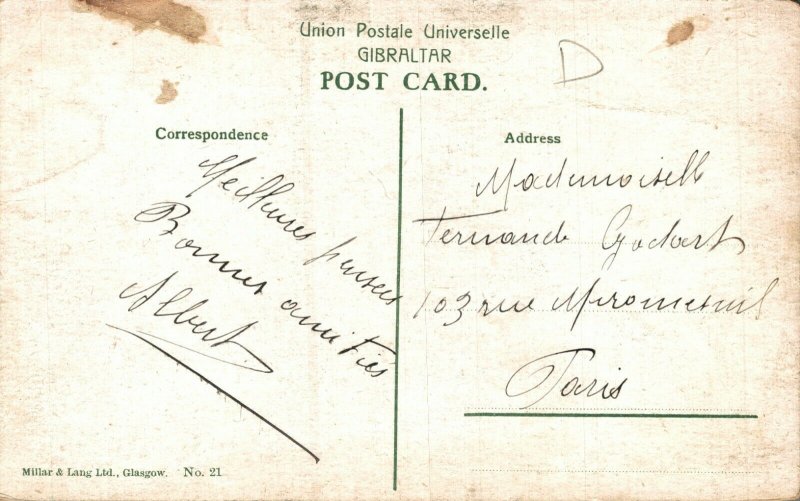 Union Postale Universelle
GIBRALTAR
POST CARD.
D
Correspondence
Meilleures pensées
Bonnes amitiés
Albert
Address
Mademoiselle
Fernande Godart
103 rue Miromesnil
Paris
Millar & Lang Ltd., Glasgow. No. 21